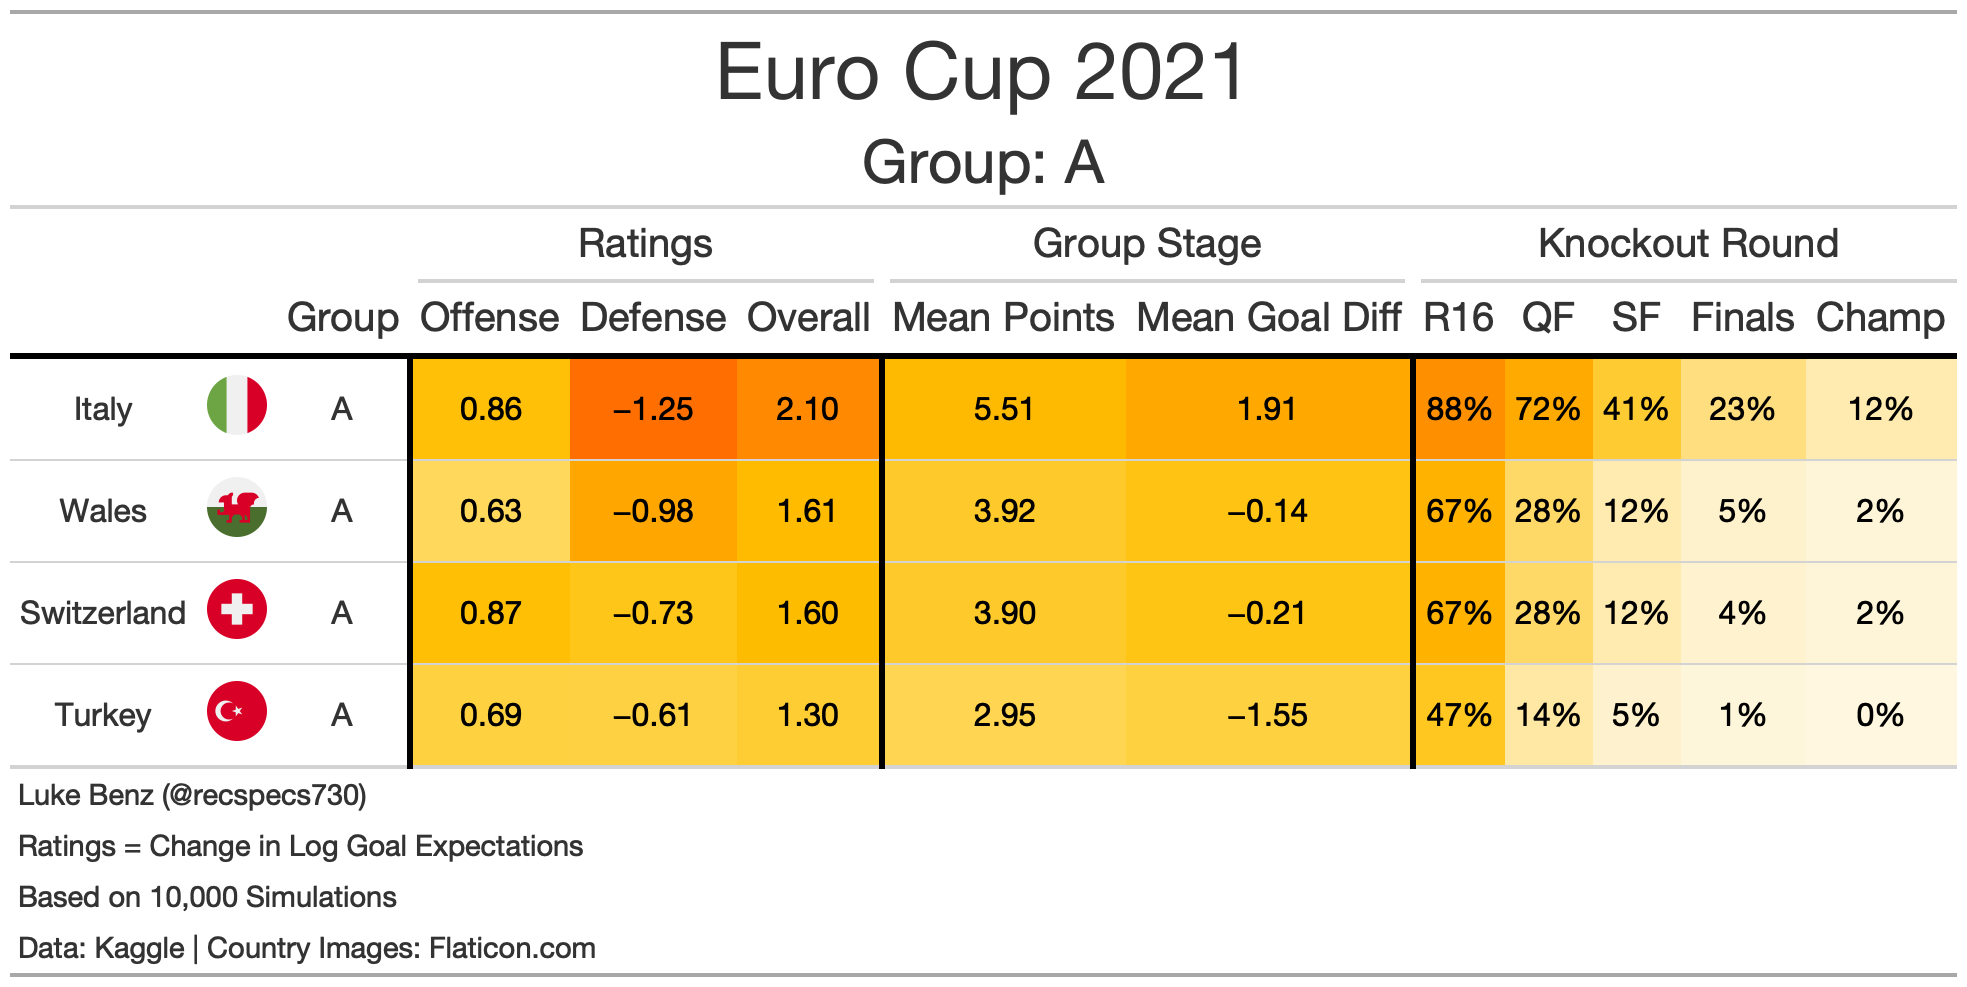 Euro Cup 2021
Group: A
Ratings Group Stage Knockout Round
Group Offense Defense Overall Mean Points Mean Goal Diff R16 QF SF Finals Champ
Italy A 0.86 −1.25 2.10 5.51 1.91 88% 72% 41% 23% 12%
Wales A 0.63 −0.98 1.61 3.92 −0.14 67% 28% 12% 5% 2%
Switzerland A 0.87 −0.73 1.60 3.90 −0.21 67% 28% 12% 4% 2%
Turkey A 0.69 −0.61 1.30 2.95 −1.55 47% 14% 5% 1% 0%
Luke Benz (@recspecs730)
Ratings = Change in Log Goal Expectations
Based on 10,000 Simulations
Data: Kaggle | Country Images: Flaticon.com